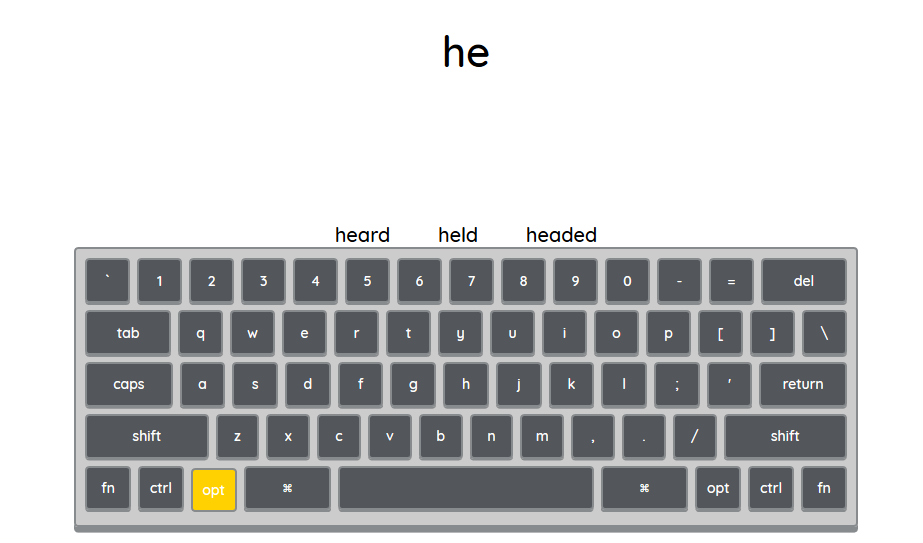 he
heard held headed
` 1 2 3 4 5 6 7 8 9 0 - = del
tab q w e r t y u i o p [ ] \
caps a s d f g h j k l ; ' return
shift z x c v b n m , . / shift
fn ctrl opt ⌘ ⌘ opt ctrl fn